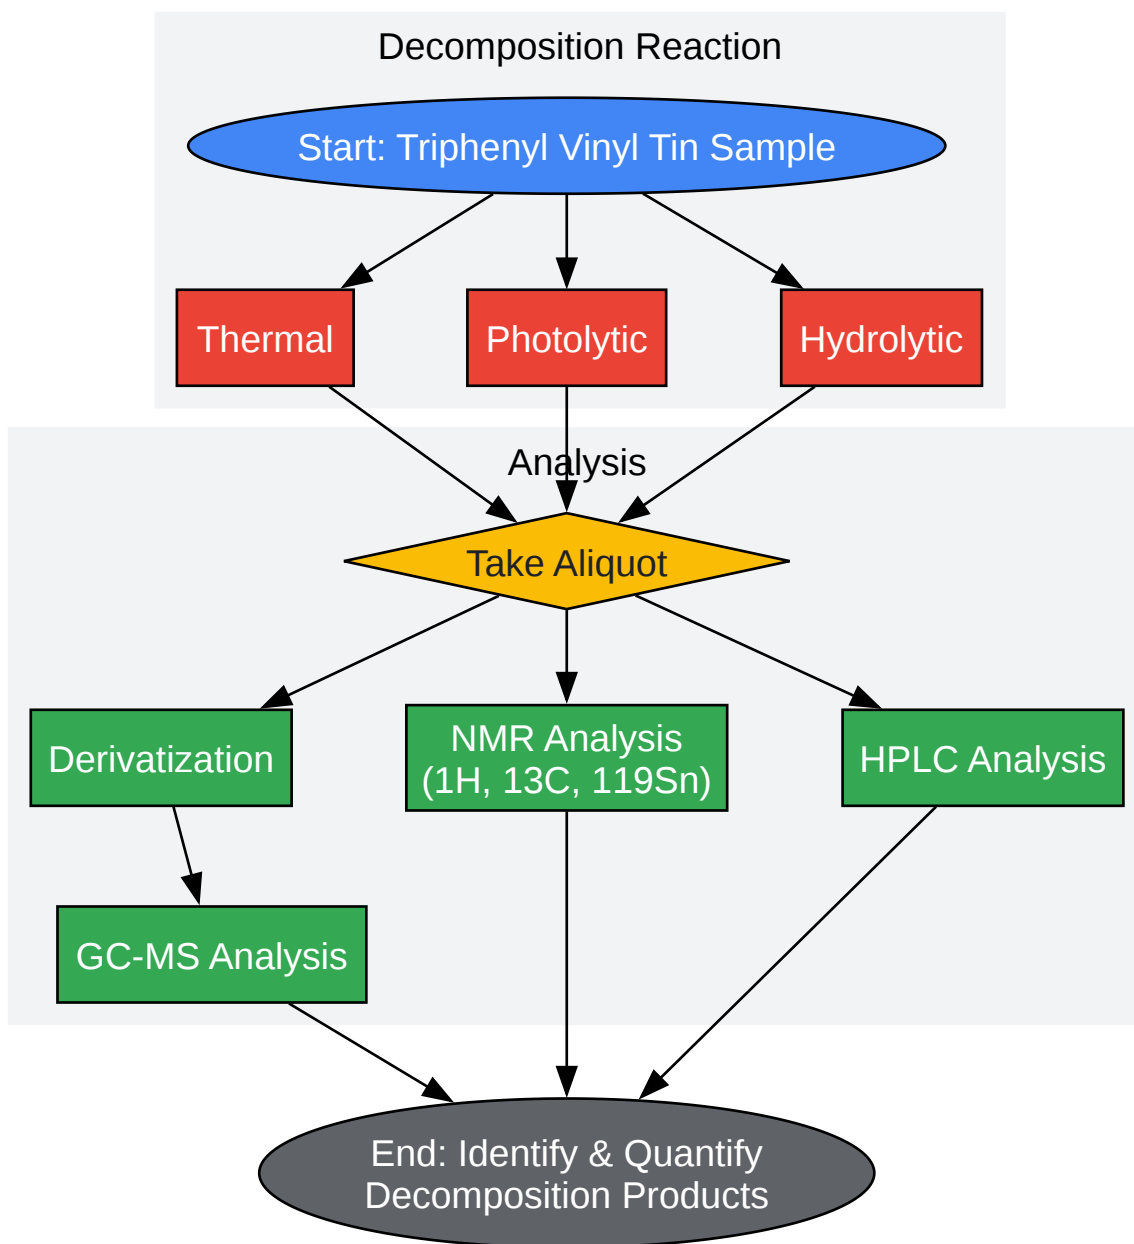 Decomposition Reaction
Start: Triphenyl Vinyl Tin Sample
Thermal
Photolytic
Hydrolytic
Analysis
Take Aliquot
Derivatization
NMR Analysis
(1H, 13C, 119Sn)
HPLC Analysis
GC-MS Analysis
End: Identify & Quantify
Decomposition Products